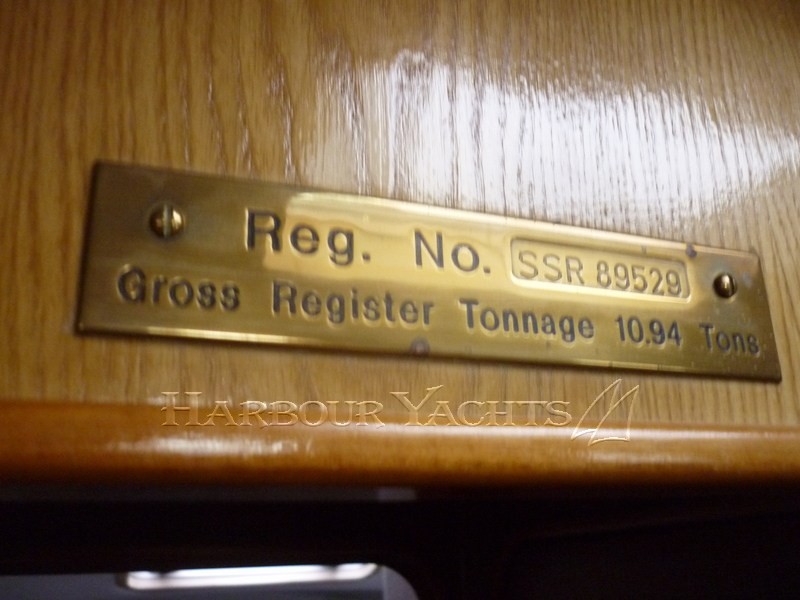 Reg. No. SSR 89529
Gross Register Tonnage 10.94 Tons
HARBOUR YACHTS